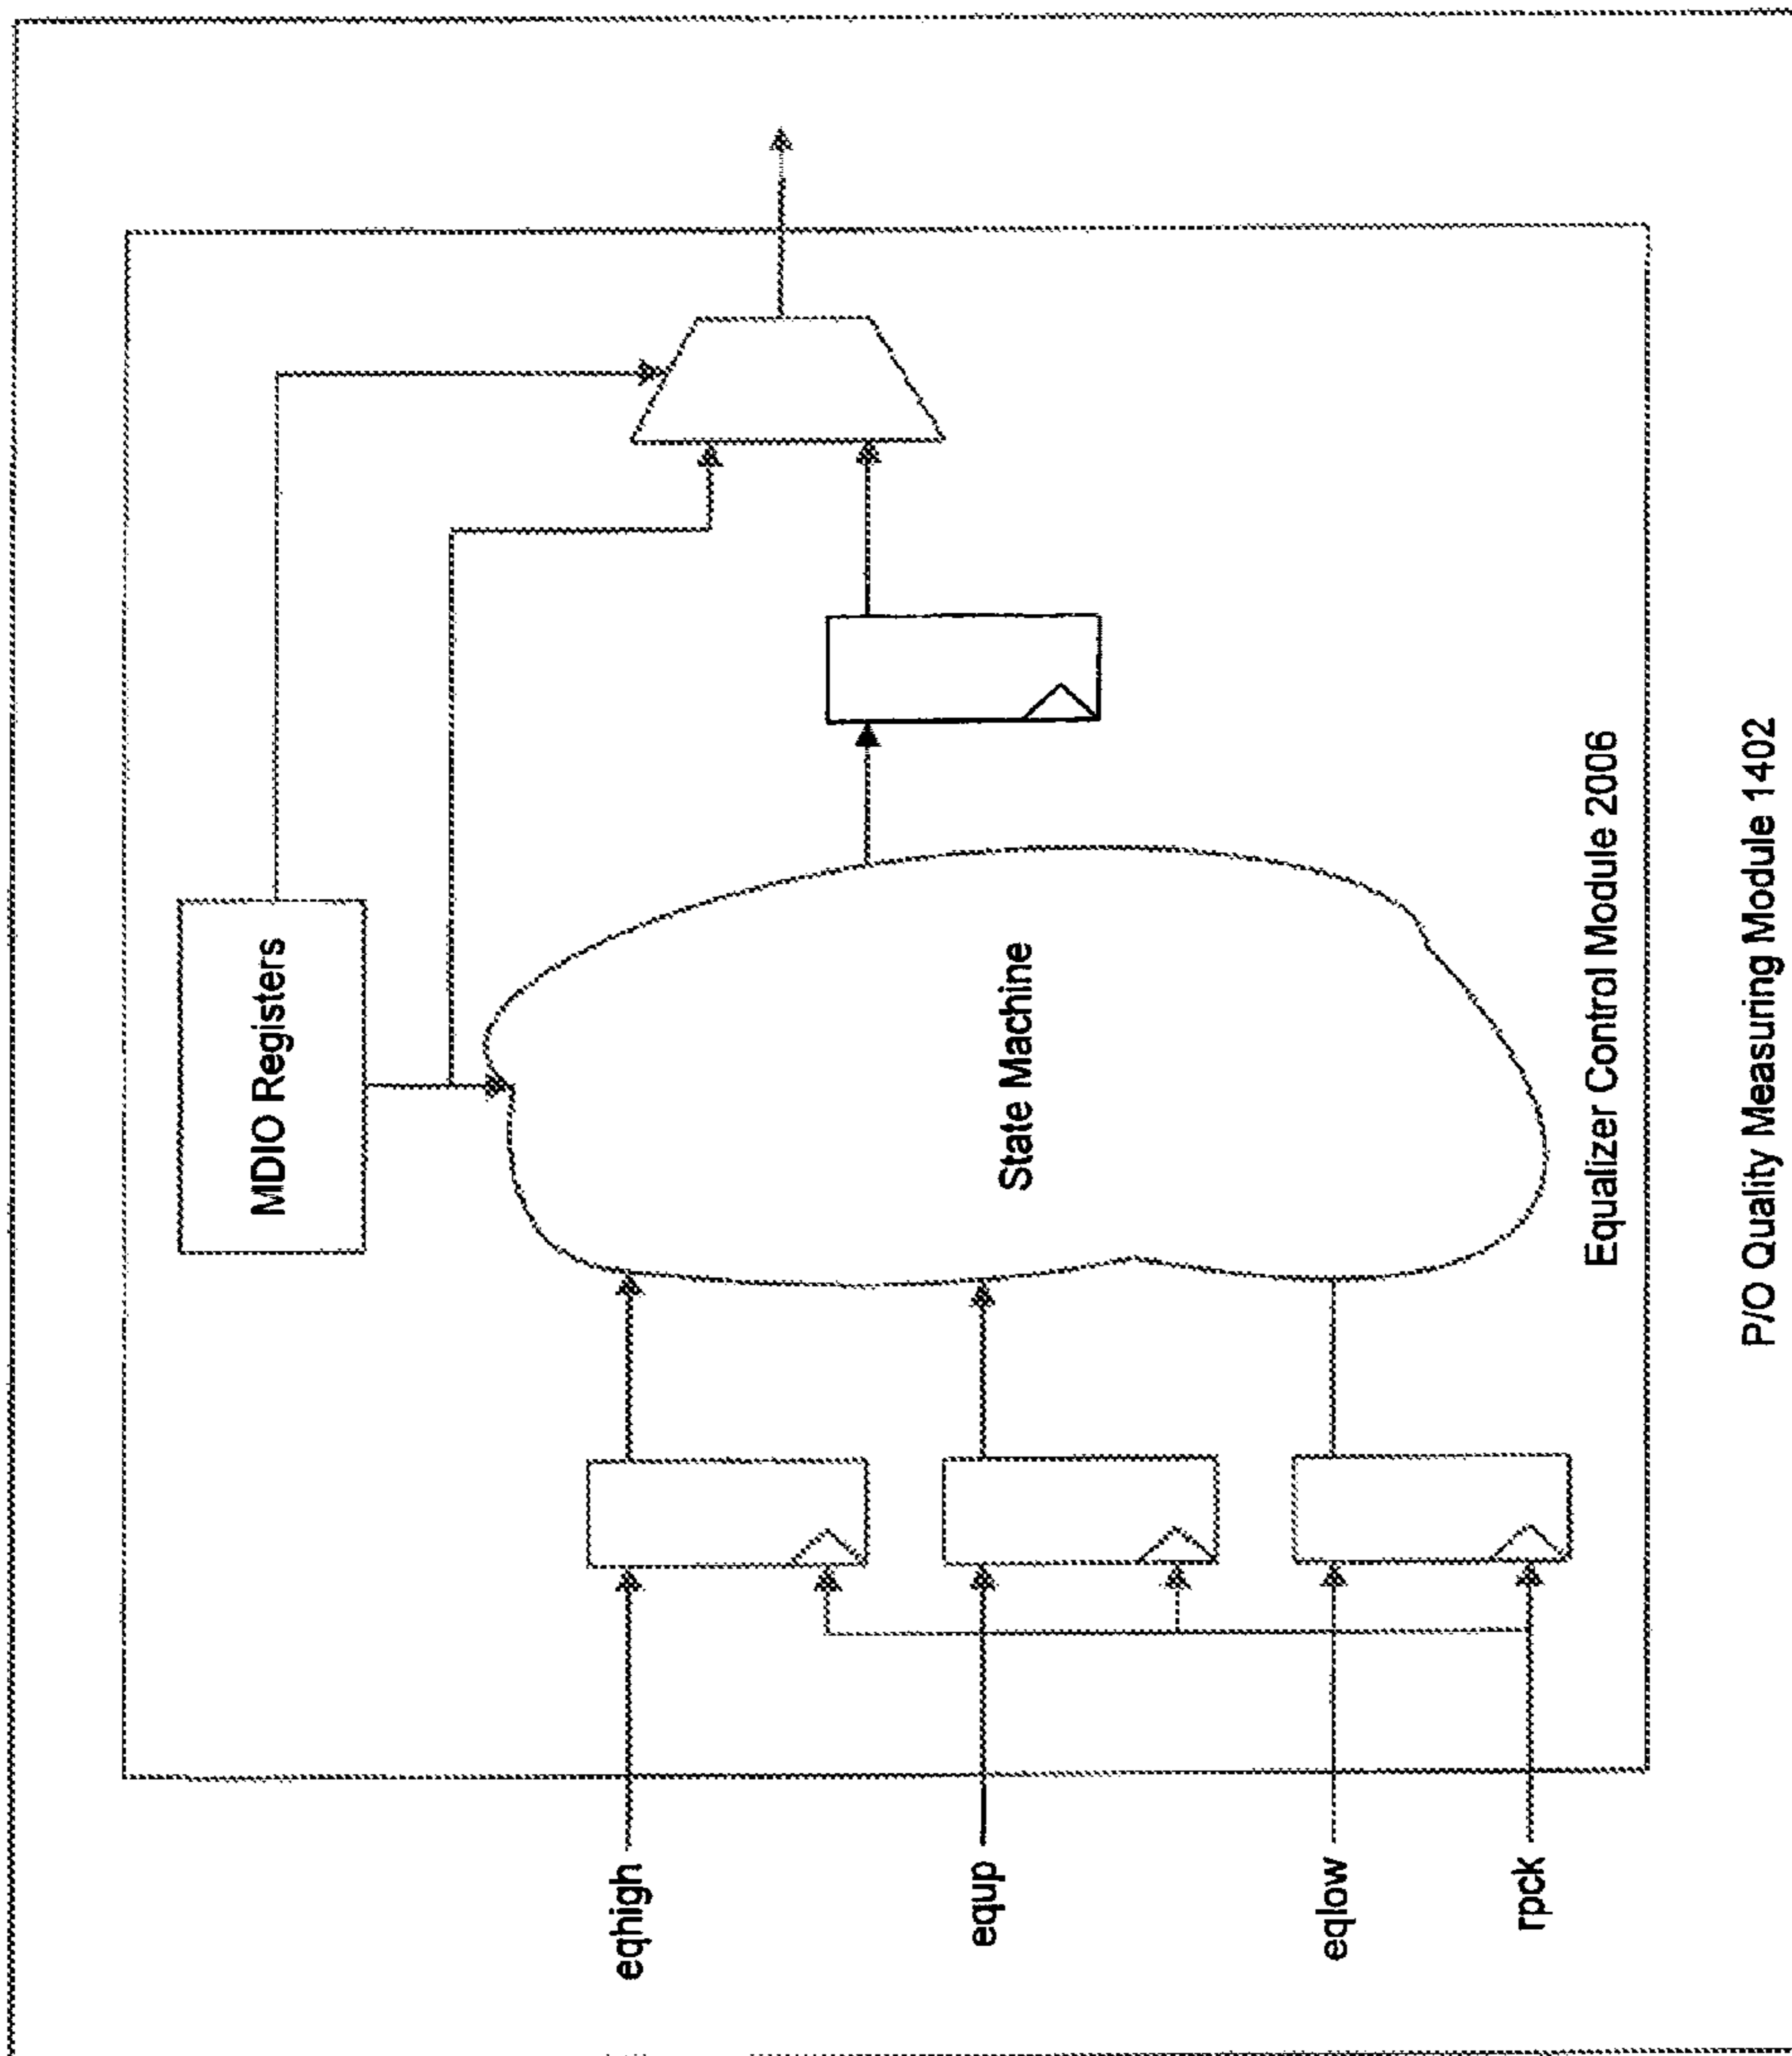 MDIO Registers
State Machine
eqhigh
equp
eqlow
rpck
Equalizer Control Module 2006
P/O Quality Measuring Module 1402